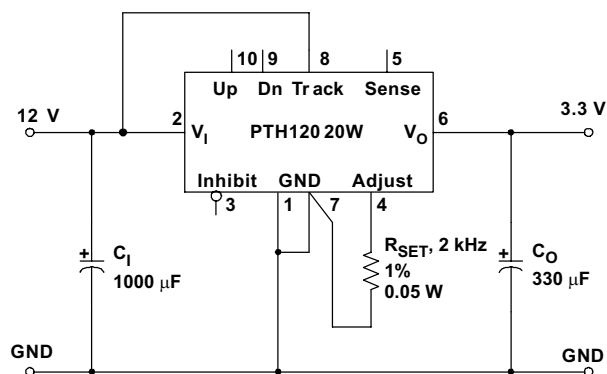 10 9 8 5
Up Dn Track Sense
12 V 2 VI PTH120 20W VO 6 3.3 V
Inhibit GND Adjust
3 1 7 4
RSET, 2 kHz
1%
0.05 W
+ CI
1000 μF
+ CO
330 μF
GND GND